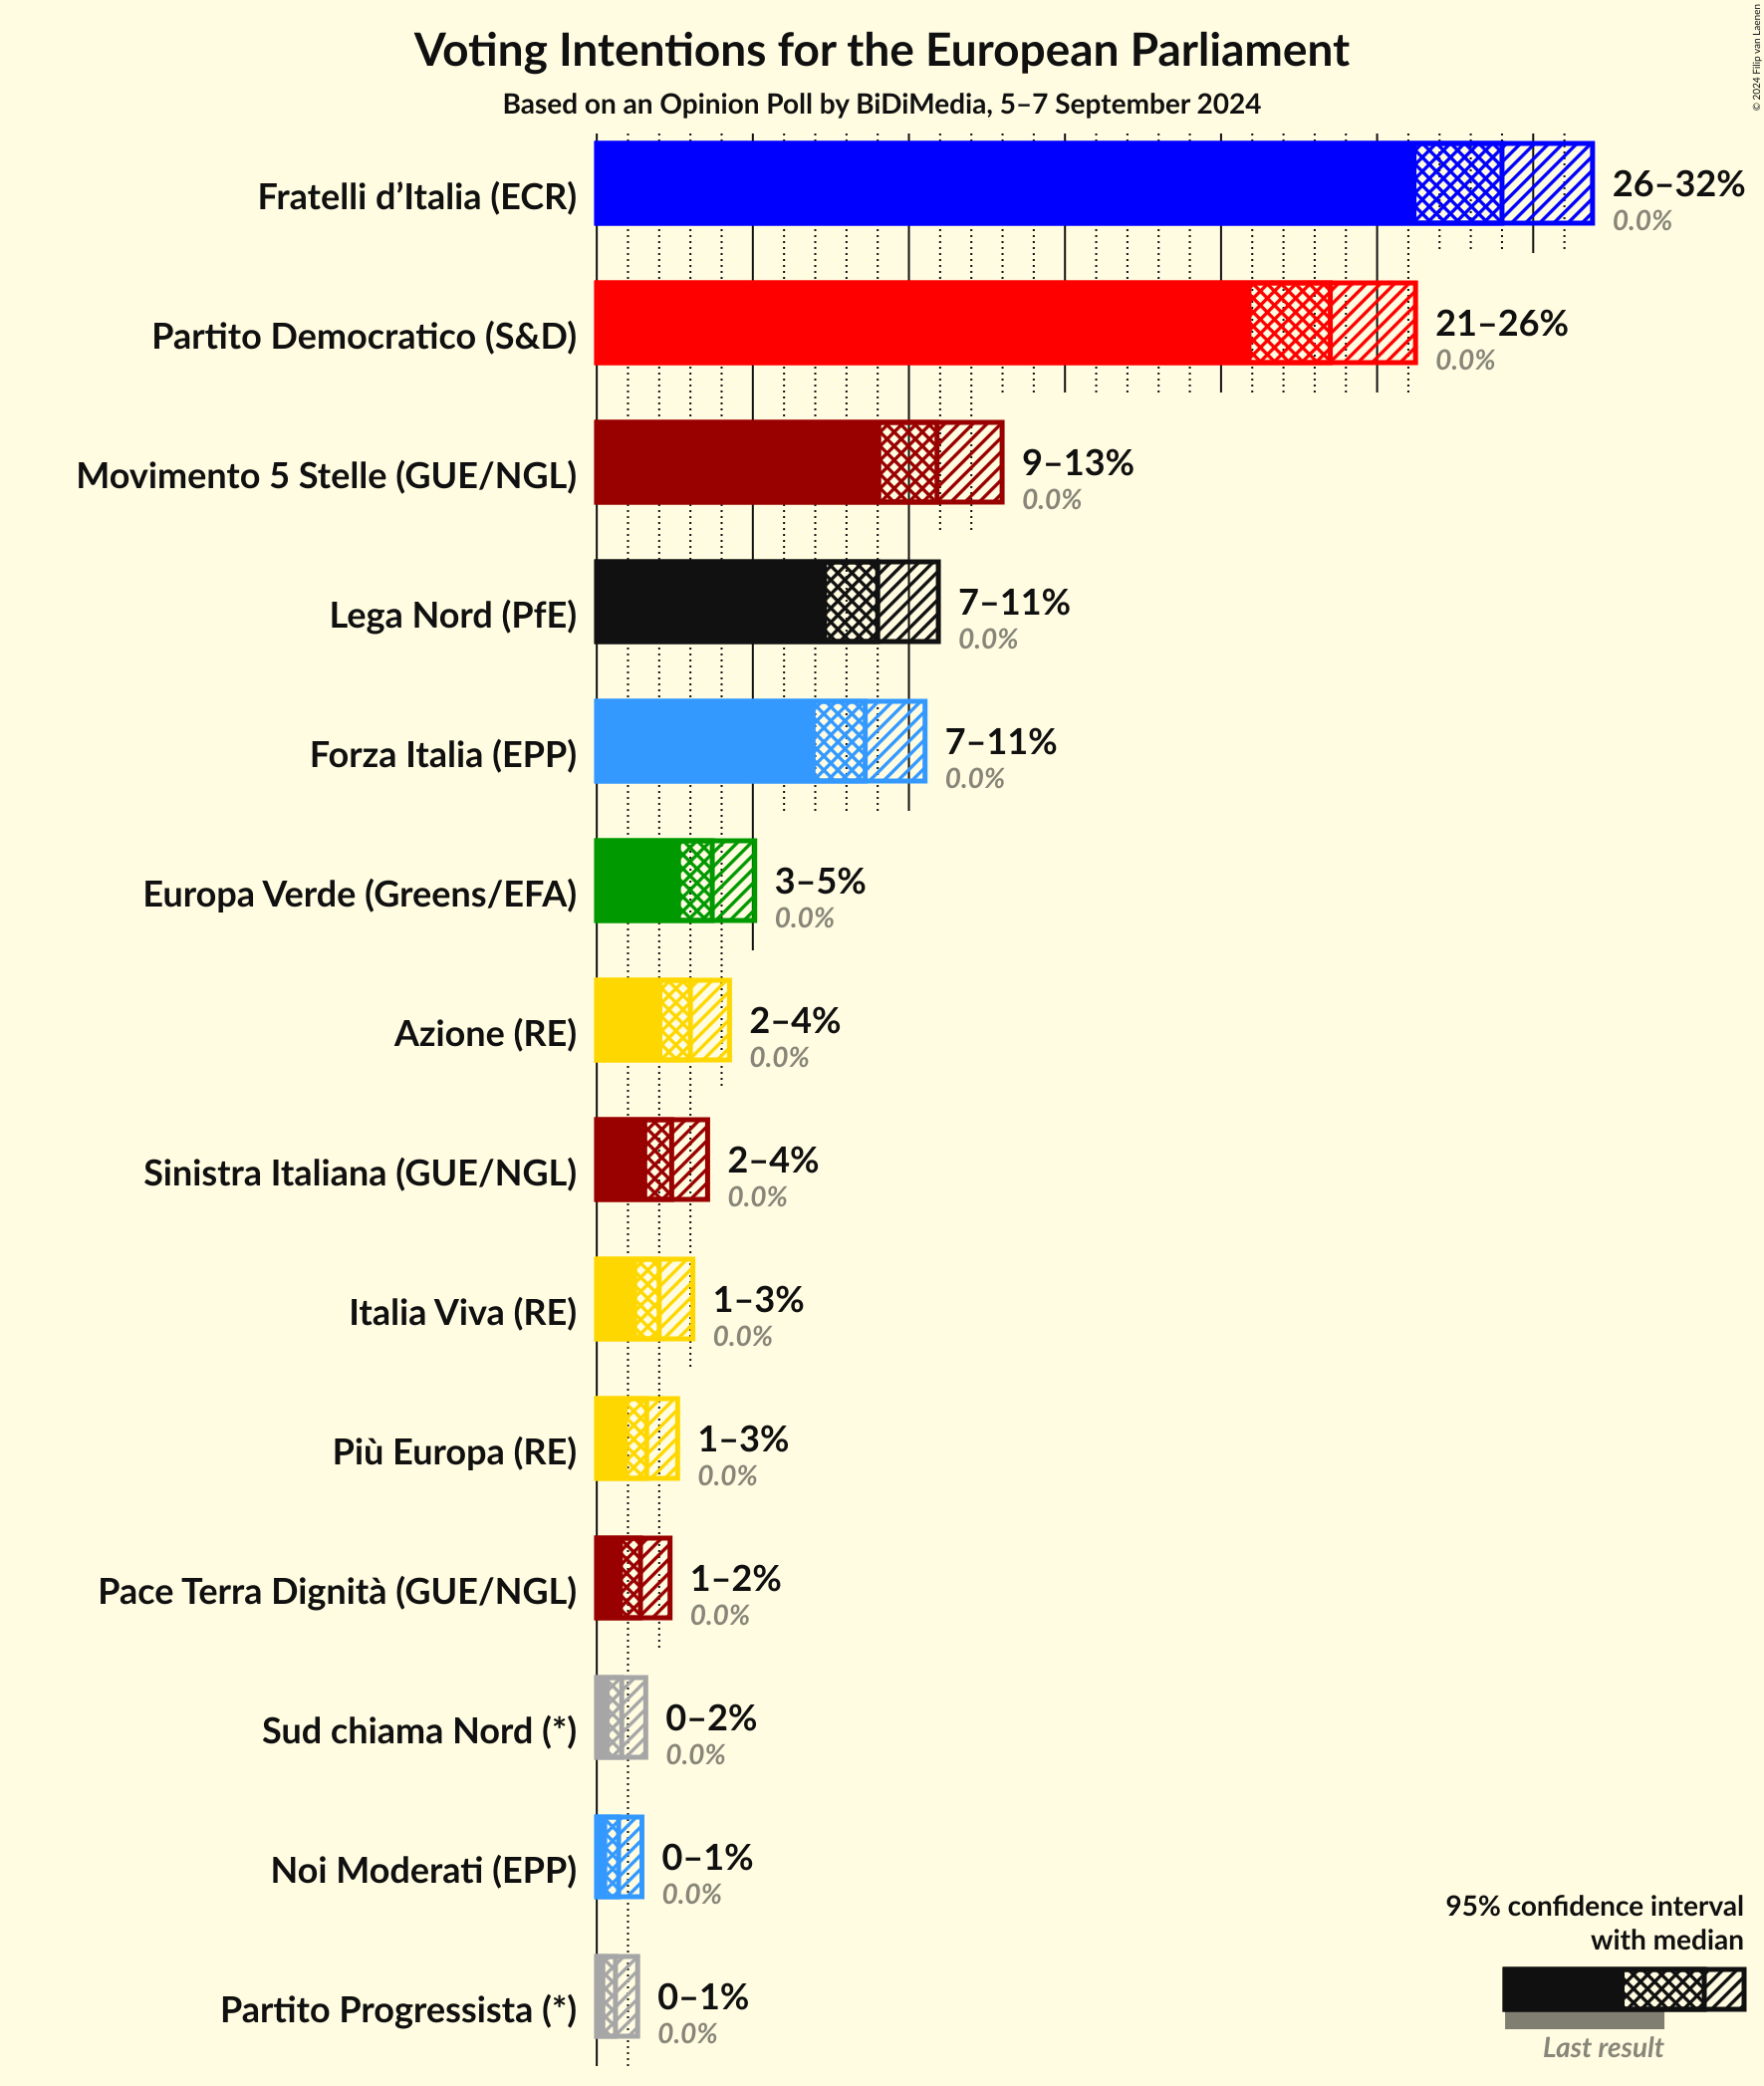 Voting Intentions for the European Parliament
Based on an Opinion Poll by BiDiMedia, 5–7 September 2024
© 2024 Filip van Laenen
Fratelli d’Italia (ECR)
26–32%
0.0%
Partito Democratico (S&D)
21–26%
0.0%
Movimento 5 Stelle (GUE/NGL)
9–13%
0.0%
Lega Nord (PfE)
7–11%
0.0%
Forza Italia (EPP)
7–11%
0.0%
Europa Verde (Greens/EFA)
3–5%
0.0%
Azione (RE)
2–4%
0.0%
Sinistra Italiana (GUE/NGL)
2–4%
0.0%
Italia Viva (RE)
1–3%
0.0%
Più Europa (RE)
1–3%
0.0%
Pace Terra Dignità (GUE/NGL)
1–2%
0.0%
Sud chiama Nord (*)
0–2%
0.0%
Noi Moderati (EPP)
0–1%
0.0%
Partito Progressista (*)
0–1%
0.0%
95% confidence interval
with median
Last result